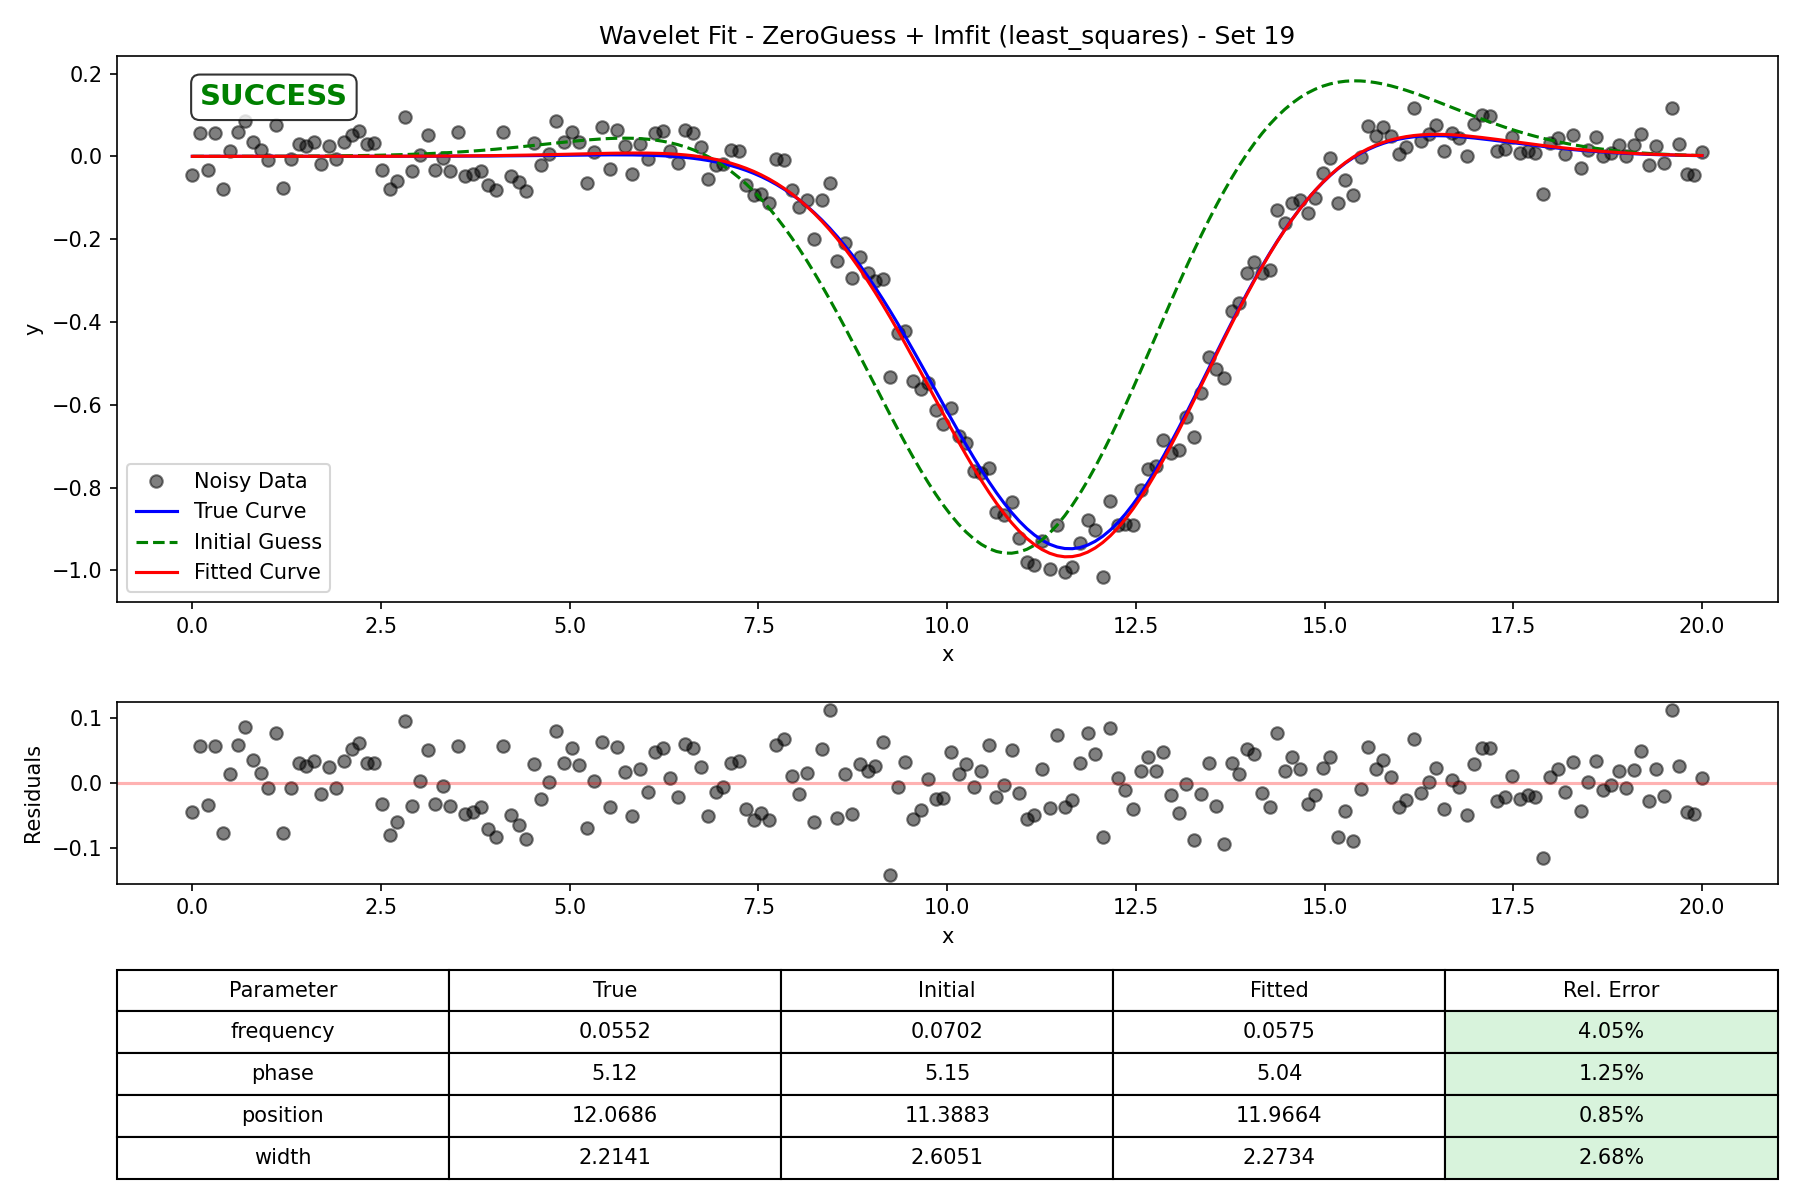 Wavelet Fit - ZeroGuess + lmfit (least_squares) - Set 19
SUCCESS
0.2
0.0
−0.2
−0.4
−0.6
−0.8
−1.0
y
Noisy Data
True Curve
Initial Guess
Fitted Curve
0.0 2.5 5.0 7.5 10.0 12.5 15.0 17.5 20.0
x
0.1
0.0
−0.1
Residuals
0.0 2.5 5.0 7.5 10.0 12.5 15.0 17.5 20.0
x
Parameter True Initial Fitted Rel. Error
frequency 0.0552 0.0702 0.0575 4.05%
phase 5.12 5.15 5.04 1.25%
position 12.0686 11.3883 11.9664 0.85%
width 2.2141 2.6051 2.2734 2.68%